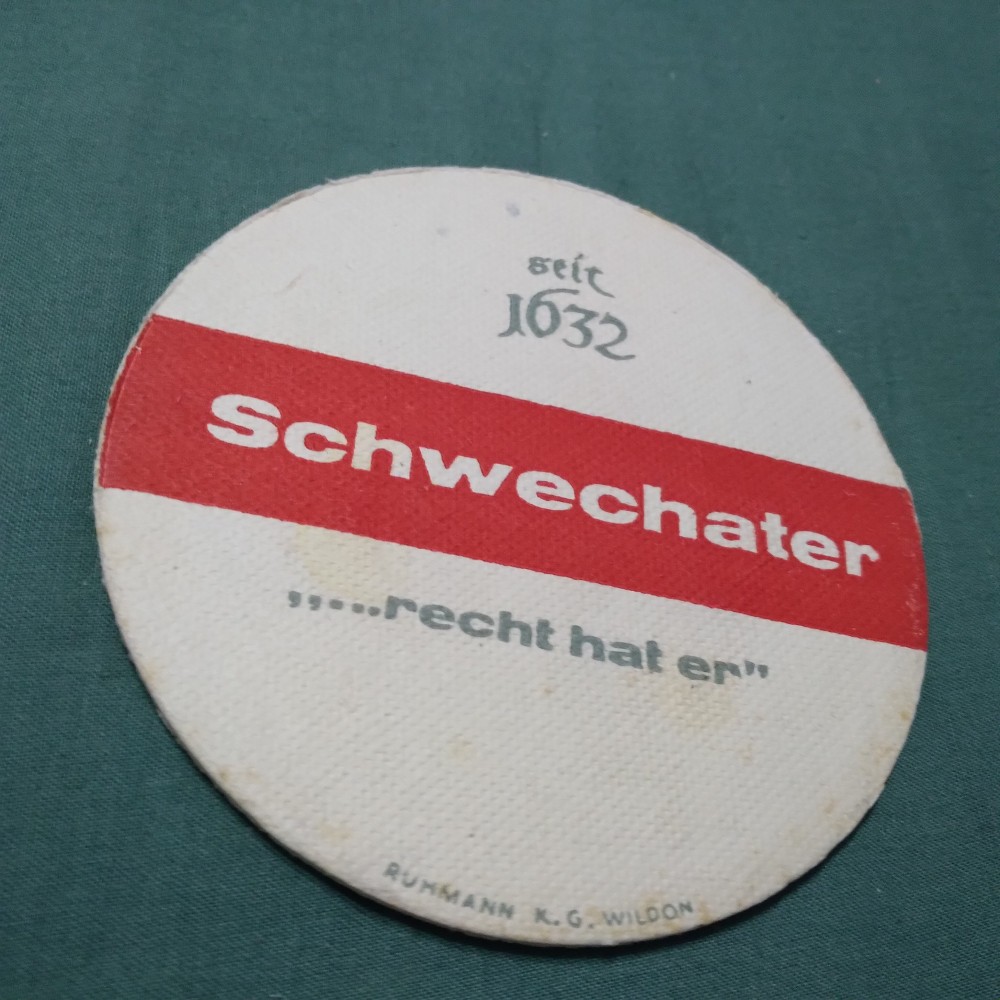 seit
1632
Schwechater
„...recht hat er"
RUHMANN K.G. WILDON